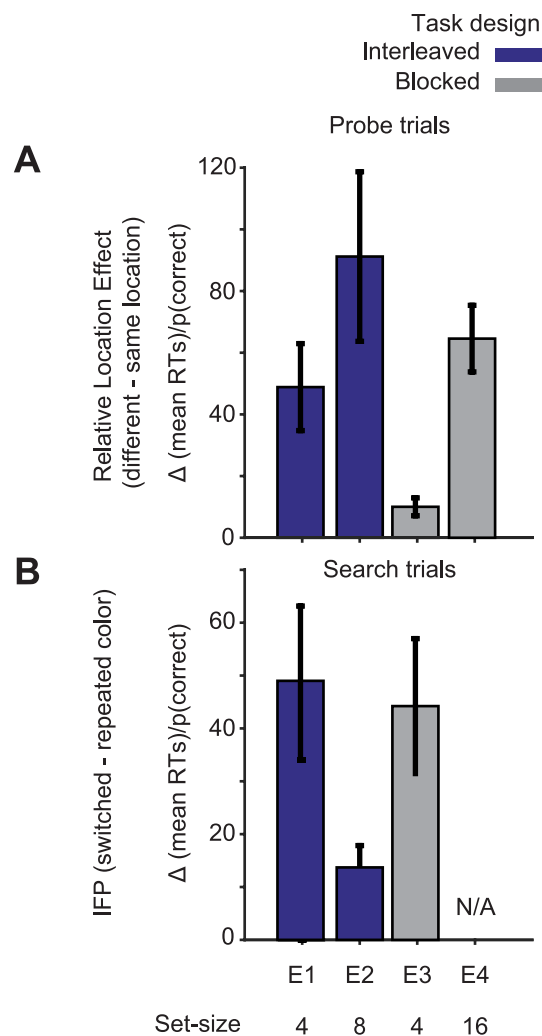 Task design
Interleaved
Blocked
Probe trials
A
Relative Location Effect
(different - same location)
Δ (mean RTs)/p(correct)
120
80
40
0
B
Search trials
IFP (switched - repeated color)
Δ (mean RTs)/p(correct)
60
40
20
0
N/A
E1 E2 E3 E4
Set-size 4 8 4 16